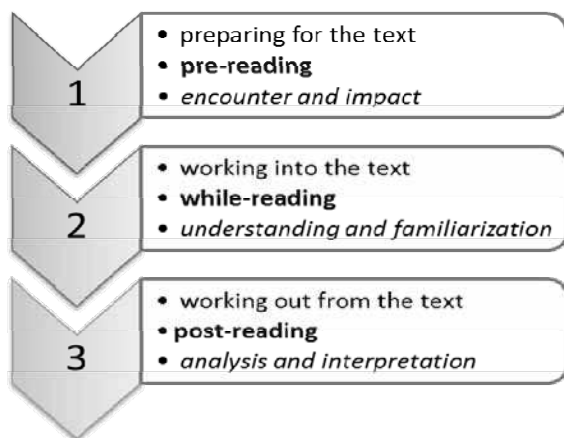 1
• preparing for the text
• pre-reading
• encounter and impact
2
• working into the text
• while-reading
• understanding and familiarization
3
• working out from the text
• post-reading
• analysis and interpretation